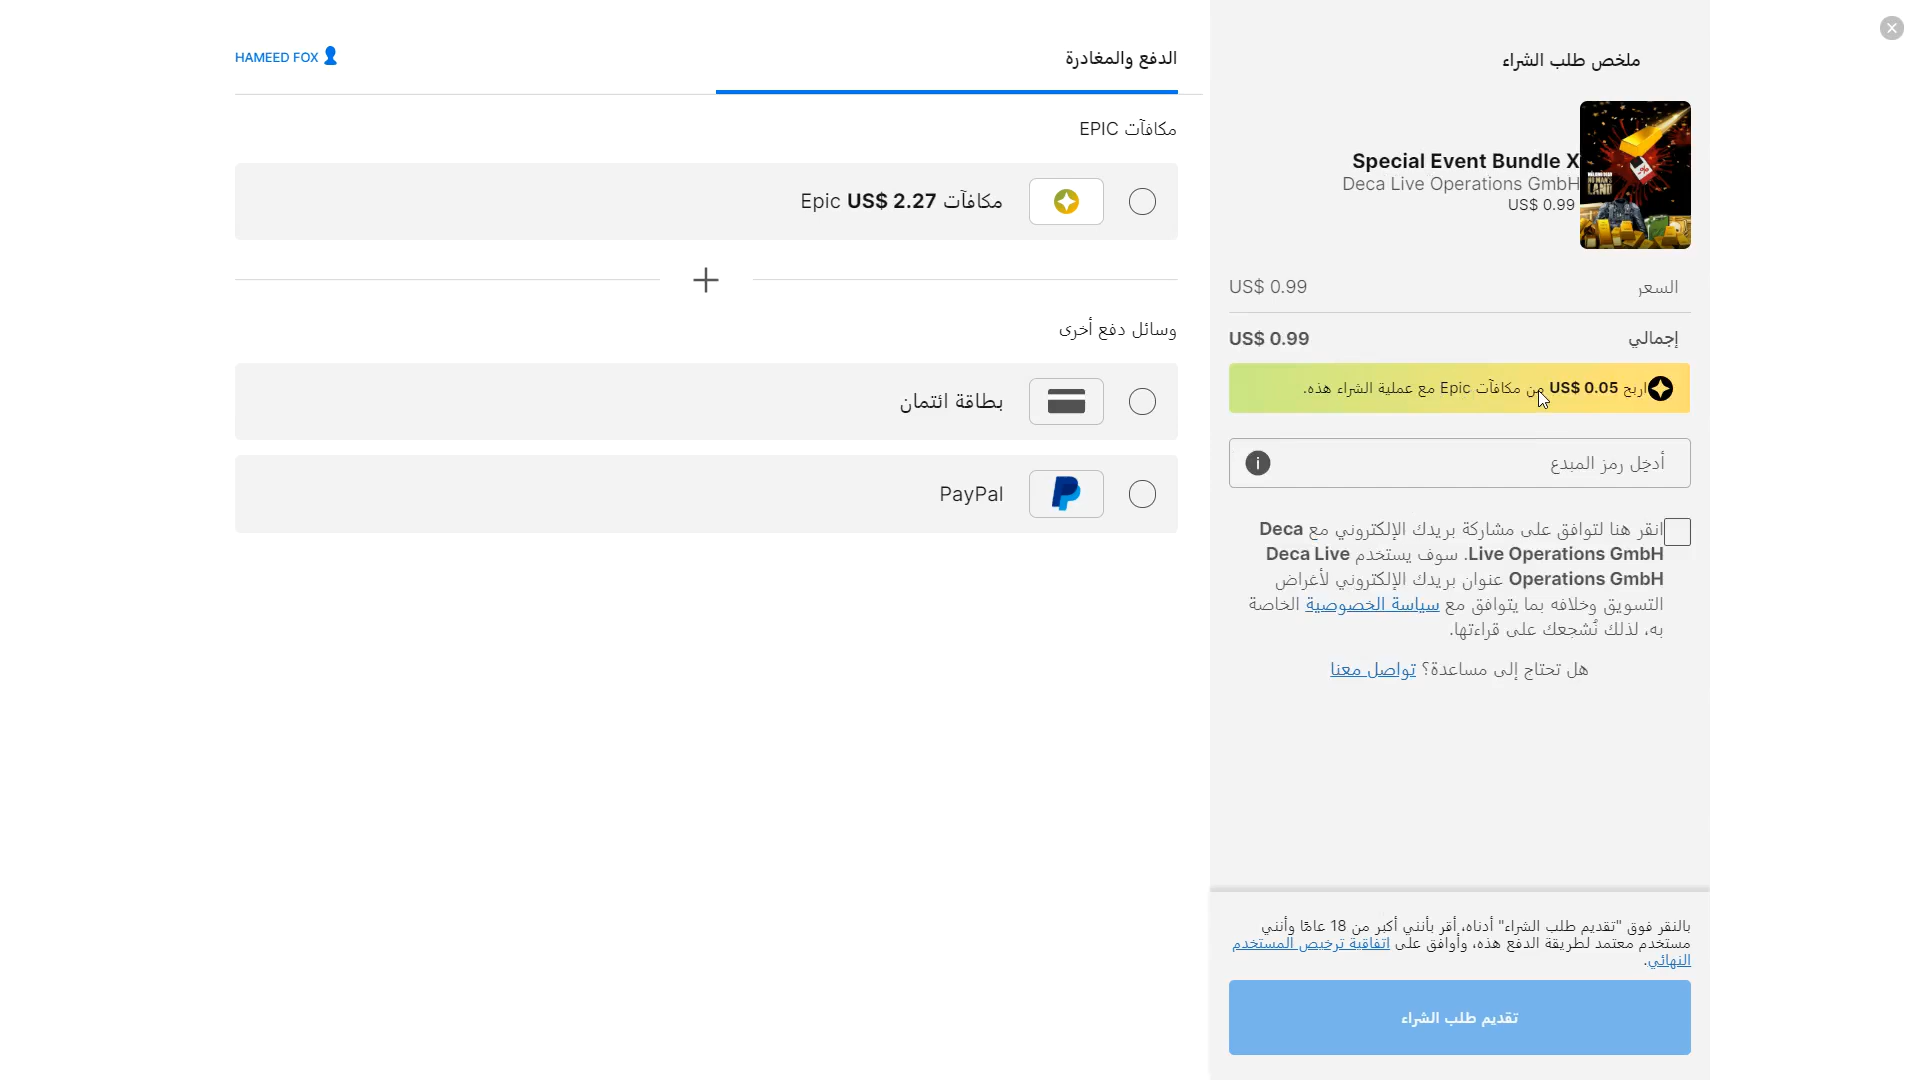 ملخص طلب الشراء
THE WALKING DEAD
NO MAN'S
LAND
Special Event Bundle X
Deca Live Operations GmbH
US$ 0.99
السعر US$ 0.99
إجمالي US$ 0.99
اربح US$ 0.05 من مكافآت Epic مع عملية الشراء هذه.
أدخِل رمز المبدع
انقر هنا لتوافق على مشاركة بريدك الإلكتروني مع Deca
Live Operations GmbH. سوف يستخدم Deca Live
Operations GmbH عنوان بريدك الإلكتروني لأغراض
التسويق وخلافه بما يتوافق مع سياسة الخصوصية الخاصة
به، لذلك نُشجعك على قراءتها.
هل تحتاج إلى مساعدة؟ تواصل معنا
بالنقر فوق "تقديم طلب الشراء" أدناه، أقر بأنني أكبر من 18 عامًا وأنني
مستخدم معتمد لطريقة الدفع هذه، وأوافق على اتفاقية ترخيص المستخدم
النهائي.
تقديم طلب الشراء
الدفع والمغادرة
HAMEED FOX
مكافآت EPIC
مكافآت Epic US$ 2.27
وسائل دفع أخرى
بطاقة ائتمان
PayPal